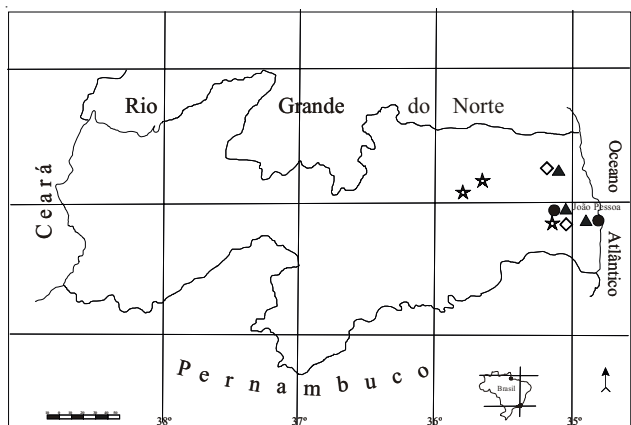 Rio Grande do Norte
Ceará
Oceano
João Pessoa
Atlântico
Pernambuco
Brasil
38° 37° 36° 35°